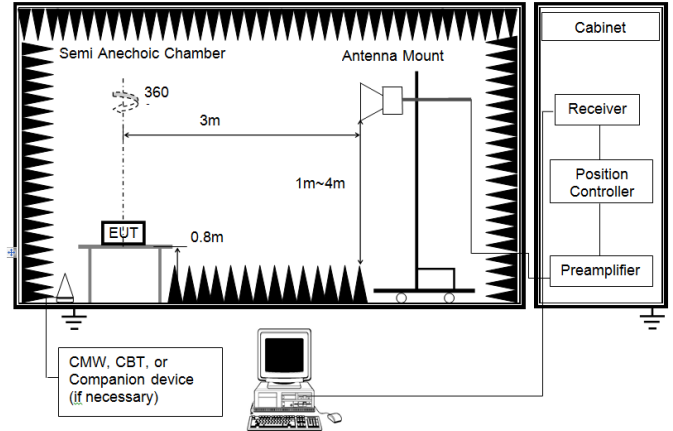 Semi Anechoic Chamber
Antenna Mount
Cabinet
360
3m
Receiver
1m~4m
Position
Controller
EUT
0.8m
Preamplifier
CMW, CBT, or
Companion device
(if necessary)